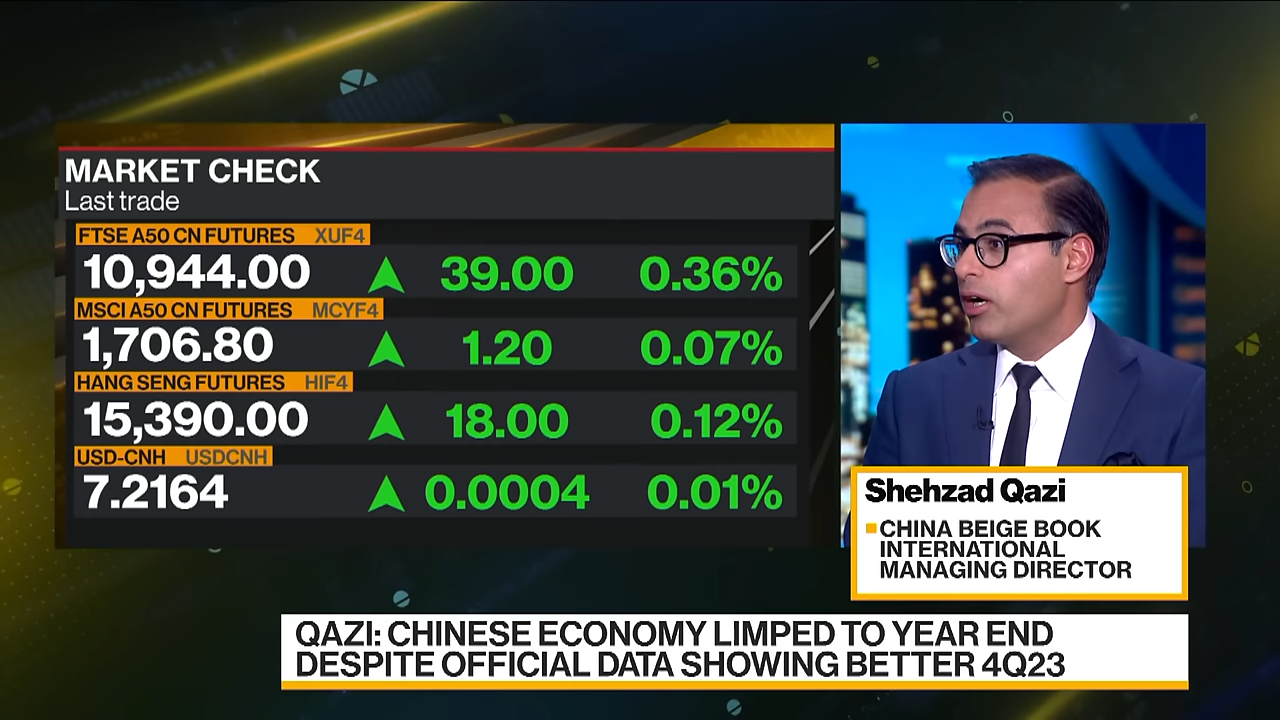 MARKET CHECK
Last trade
FTSE A50 CN FUTURES XUF4
10,944.00 39.00 0.36%
MSCI A50 CN FUTURES MCYF4
1,706.80 1.20 0.07%
HANG SENG FUTURES HIF4
15,390.00 18.00 0.12%
USD-CNH USDCNH
7.2164 0.0004 0.01%
Shehzad Qazi
CHINA BEIGE BOOK
INTERNATIONAL
MANAGING DIRECTOR
QAZI: CHINESE ECONOMY LIMPED TO YEAR END
DESPITE OFFICIAL DATA SHOWING BETTER 4Q23